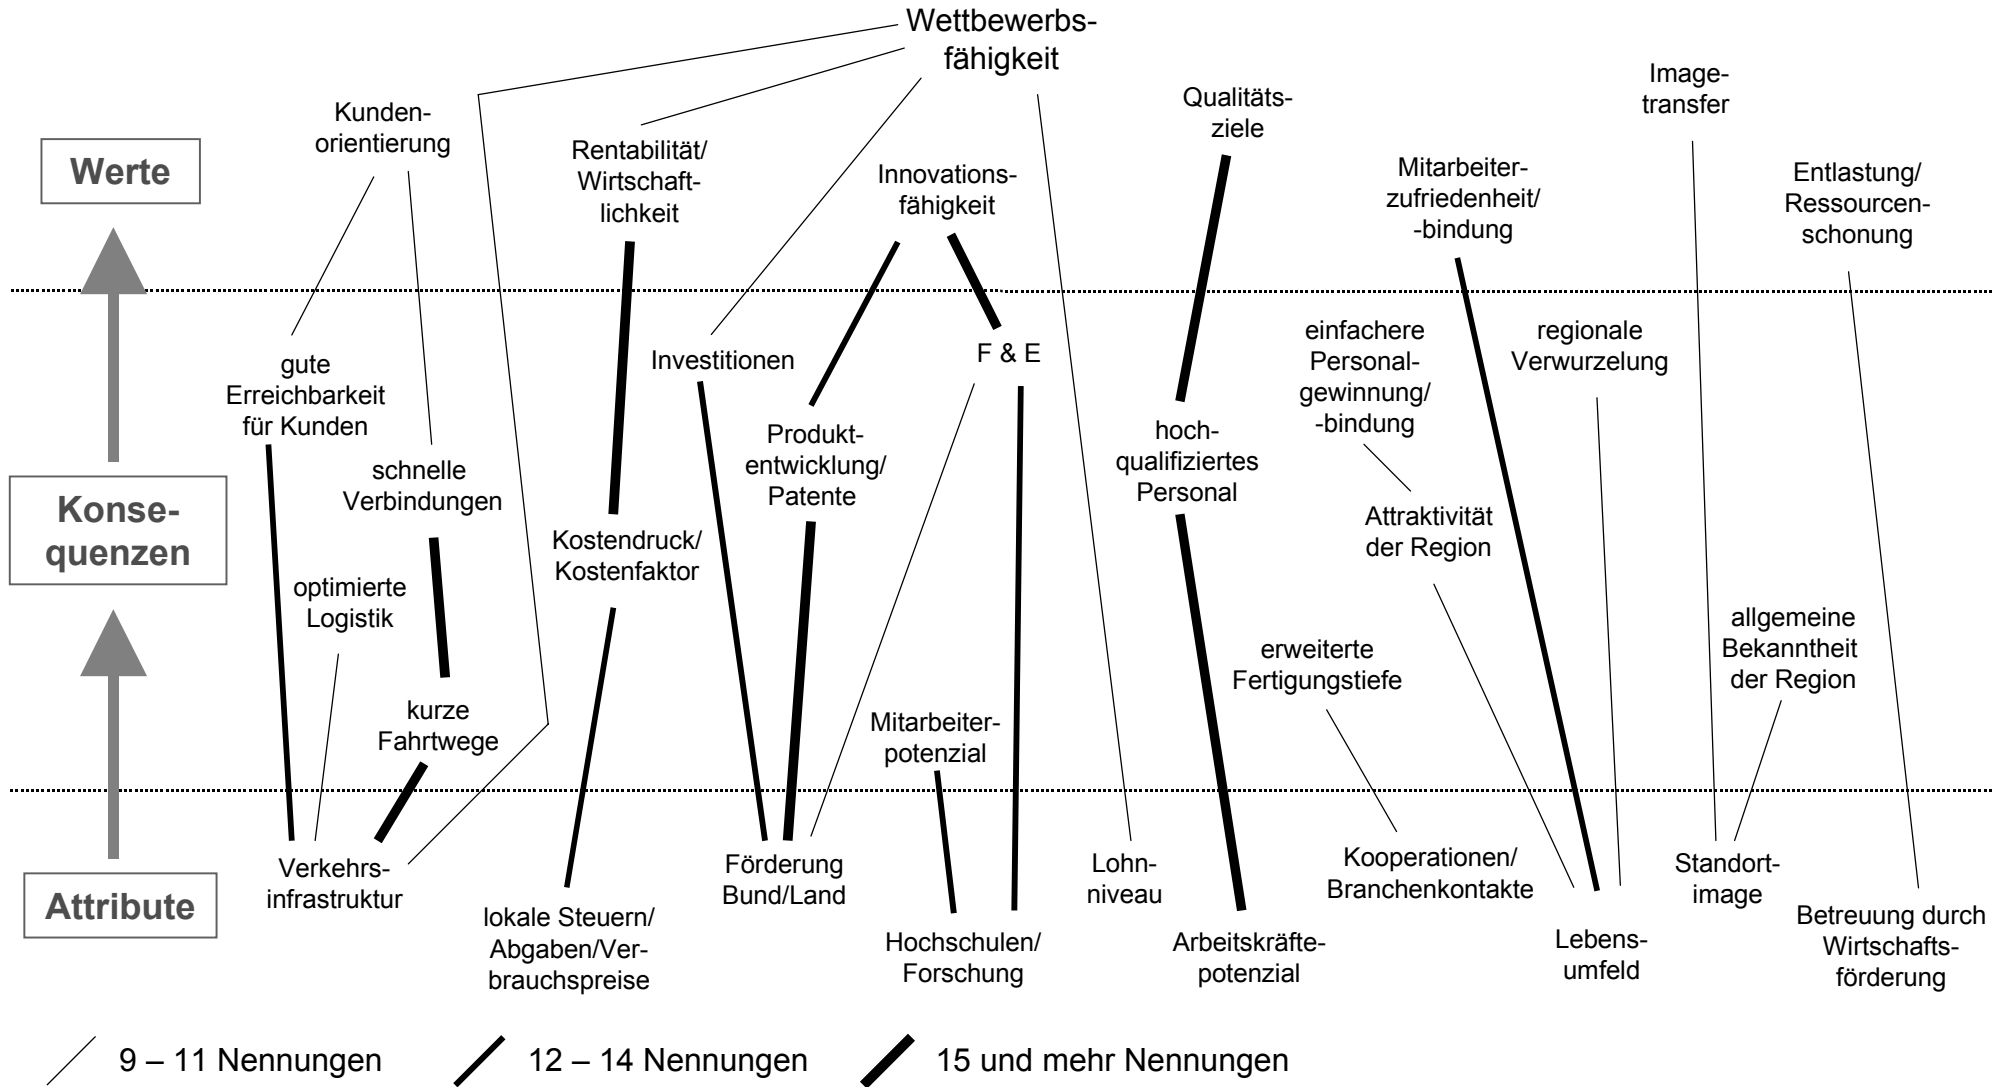 Wettbewerbs-
fähigkeit
Kunden-
orientierung
Rentabilität/
Wirtschaft-
lichkeit
Innovations-
fähigkeit
Qualitäts-
ziele
Mitarbeiter-
zufriedenheit/
-bindung
Image-
transfer
Entlastung/
Ressourcen-
schonung
Werte
gute
Erreichbarkeit
für Kunden
schnelle
Verbindungen
optimierte
Logistik
kurze
Fahrtwege
Kostendruck/
Kostenfaktor
Investitionen
Produkt-
entwicklung/
Patente
F & E
Mitarbeiter-
potenzial
hoch-
qualifiziertes
Personal
einfachere
Personal-
gewinnung/
-bindung
Attraktivität
der Region
erweiterte
Fertigungstiefe
regionale
Verwurzelung
allgemeine
Bekanntheit
der Region
Konse-
quenzen
Verkehrs-
infrastruktur
lokale Steuern/
Abgaben/Ver-
brauchspreise
Förderung
Bund/Land
Hochschulen/
Forschung
Lohn-
niveau
Arbeitskräfte-
potenzial
Kooperationen/
Branchenkontakte
Lebens-
umfeld
Standort-
image
Betreuung durch
Wirtschafts-
förderung
Attribute
9 – 11 Nennungen
12 – 14 Nennungen
15 und mehr Nennungen